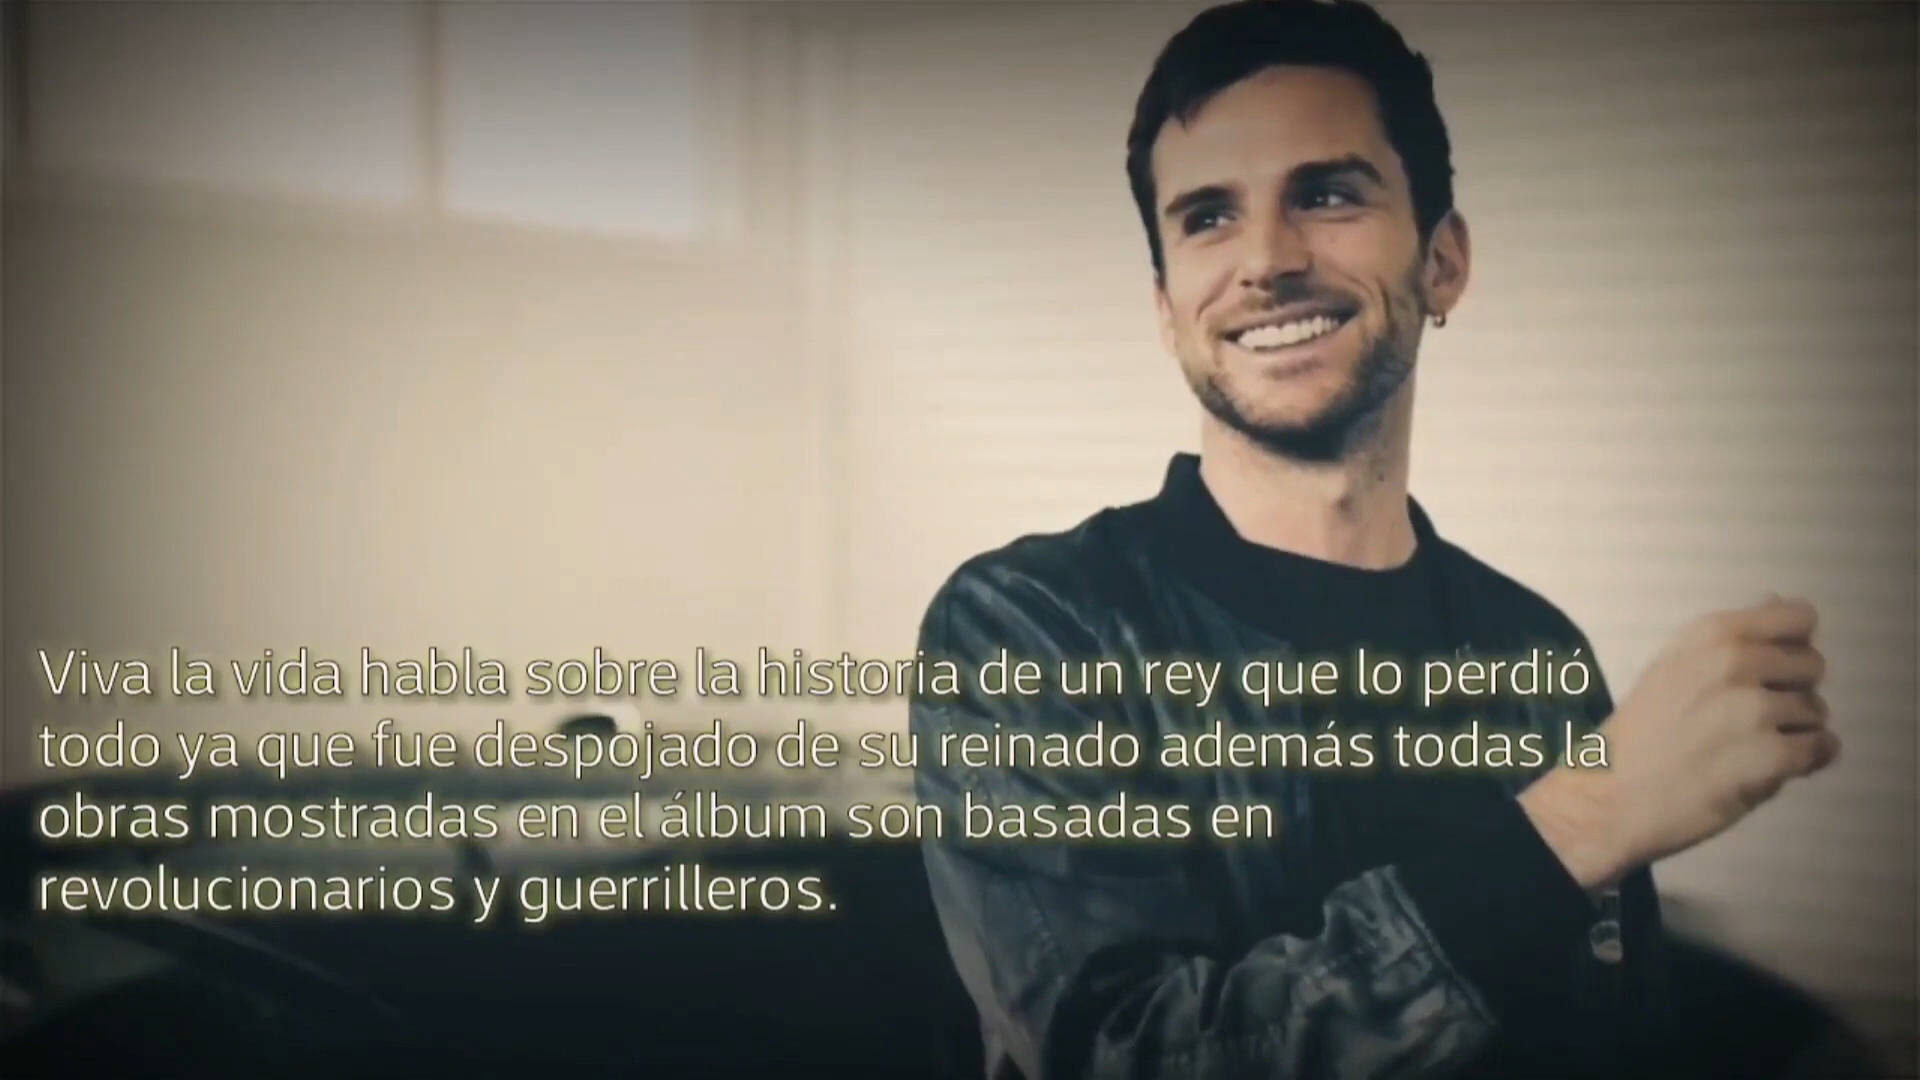 Viva la vida habla sobre la historia de un rey que lo perdió
todo ya que fue despojado de su reinado además todas la
obras mostradas en el álbum son basadas en
revolucionarios y guerrilleros.